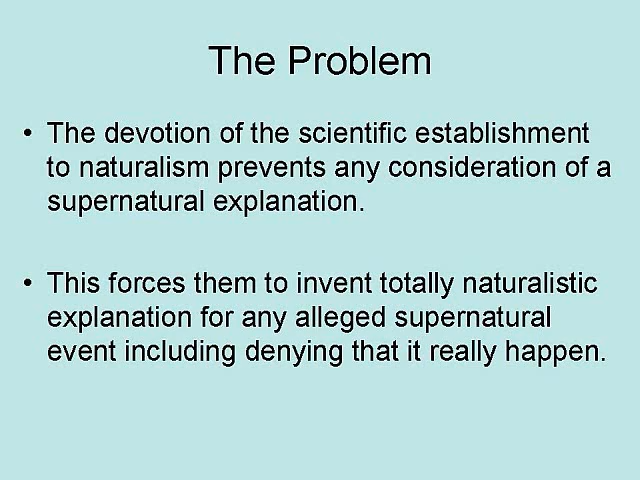 The Problem
• The devotion of the scientific establishment
to naturalism prevents any consideration of a
supernatural explanation.
• This forces them to invent totally naturalistic
explanation for any alleged supernatural
event including denying that it really happen.